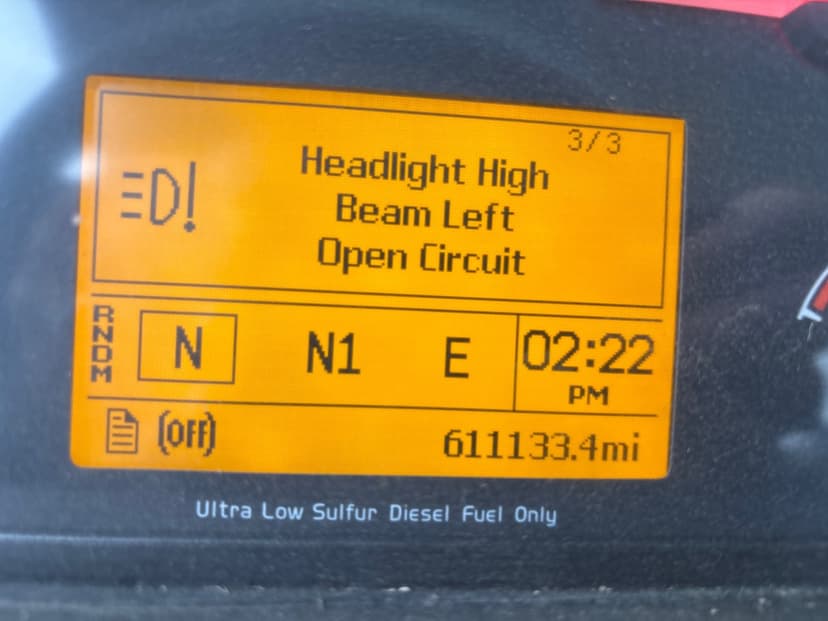 3/3
Headlight High
Beam Left
Open Circuit
RNDM
N N1 E 02:22
PM
(OFF) 611133.4mi
Ultra Low Sulfur Diesel Fuel Only